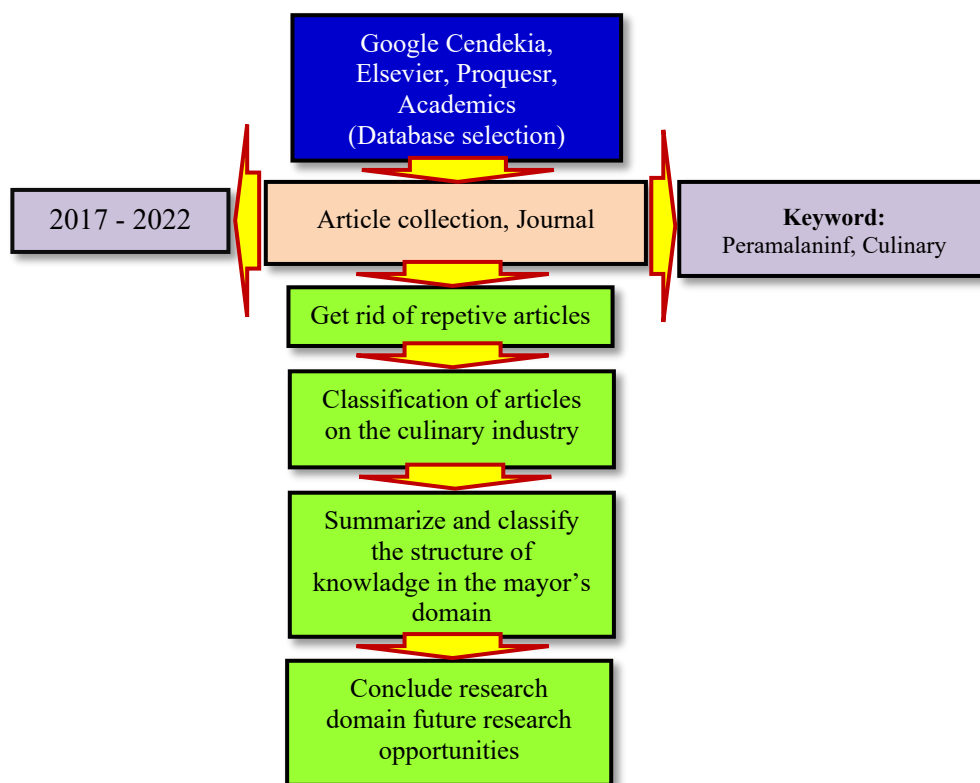 Google Cendekia,
Elsevier, Proquesr,
Academics
(Database selection)
2017 - 2022
Article collection, Journal
Keyword:
Peramalaninf, Culinary
Get rid of repetive articles
Classification of articles
on the culinary industry
Summarize and classify
the structure of
knowladge in the mayor’s
domain
Conclude research
domain future research
opportunities